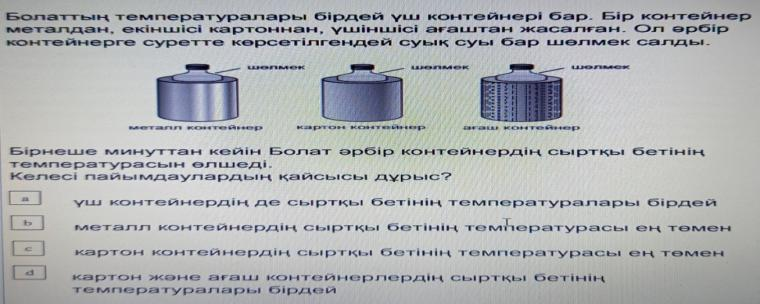 Болаттың температуралары бірдей үш контейнері бар. Бір контейнер
металдан, екіншісі картоннан, үшіншісі ағаштан жасалған. Ол әрбір
контейнерге суретте көрсетілгендей суық суы бар шөлмек салды.
шөлмек шөлмек шөлмек
металл контейнер картон контейнер ағаш контейнер
Бірнеше минуттан кейін Болат әрбір контейнердің сыртқы бетінің
температурасын өлшеді.
Келесі пайымдаулардың қайсысы дұрыс?
a үш контейнердің де сыртқы бетінің температуралары бірдей
b металл контейнердің сыртқы бетінің температурасы ең төмен
c картон контейнердің сыртқы бетінің температурасы ең төмен
d картон және ағаш контейнерлердің сыртқы бетінің
температуралары бірдей